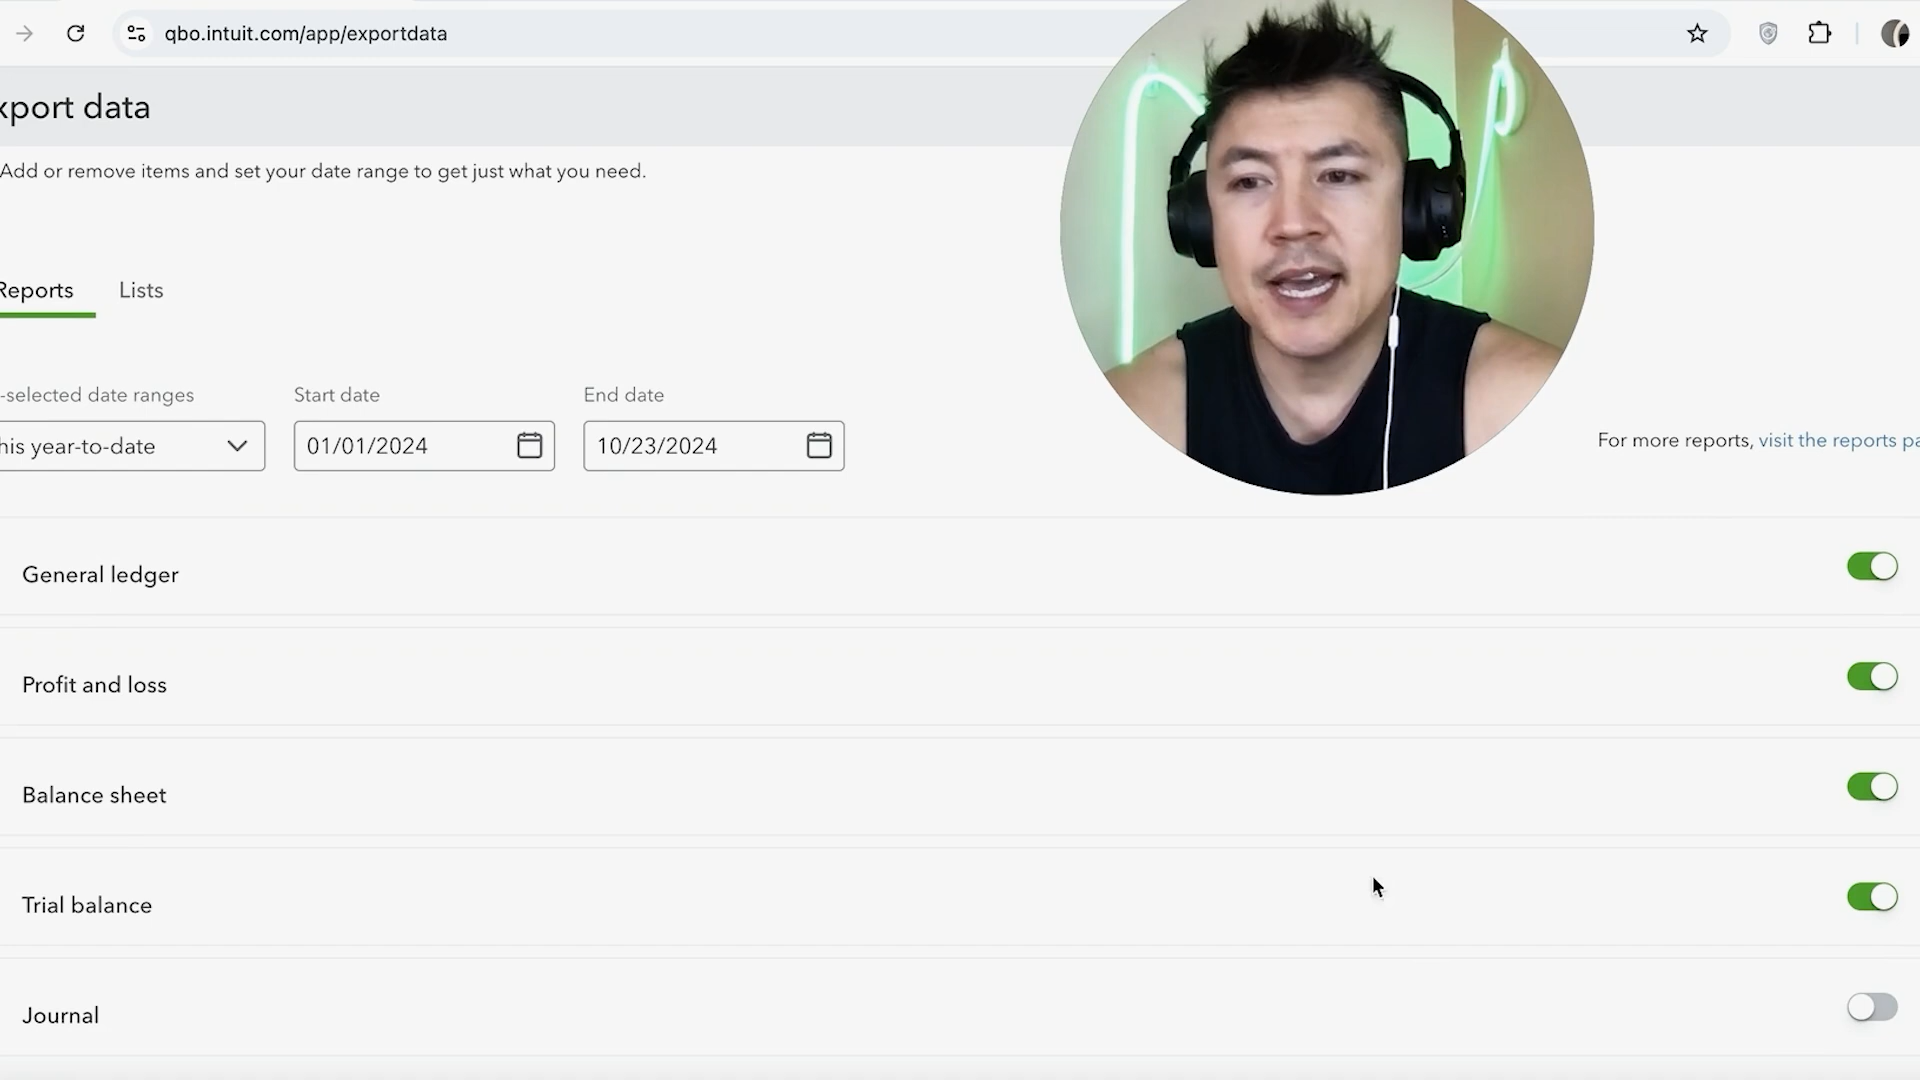 qbo.intuit.com/app/exportdata
xport data
Add or remove items and set your date range to get just what you need.
Reports
Lists
-selected date ranges
Start date
End date
his year-to-date
01/01/2024
10/23/2024
For more reports, visit the reports pa
General ledger
Profit and loss
Balance sheet
Trial balance
Journal